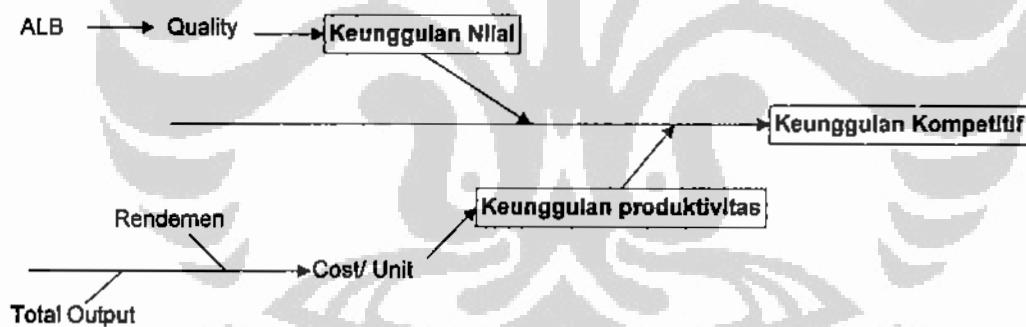 ALB
Quality
Keunggulan Nilai
Keunggulan Kompetitif
Keunggulan produktivitas
Rendemen
Cost/ Unit
Total Output